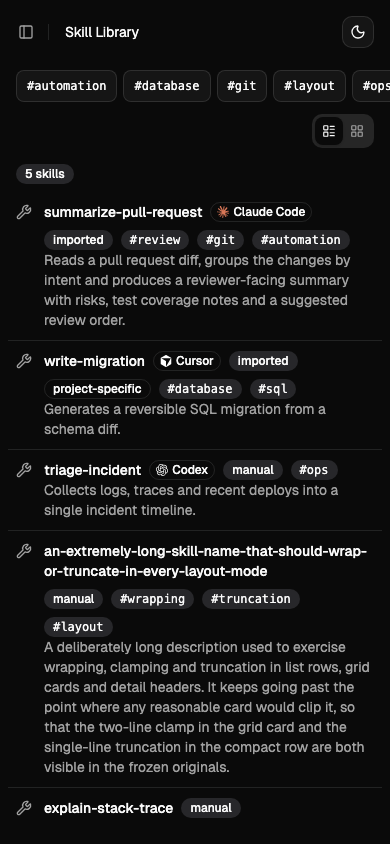 Skill Library
#automation #database #git #layout #ops
5 skills
summarize-pull-request Claude Code
imported #review #git #automation
Reads a pull request diff, groups the changes by
intent and produces a reviewer-facing summary
with risks, test coverage notes and a suggested
review order.
write-migration Cursor imported
project-specific #database #sql
Generates a reversible SQL migration from a
schema diff.
triage-incident Codex manual #ops
Collects logs, traces and recent deploys into a
single incident timeline.
an-extremely-long-skill-name-that-should-wrap-
or-truncate-in-every-layout-mode
manual #wrapping #truncation
#layout
A deliberately long description used to exercise
wrapping, clamping and truncation in list rows, grid
cards and detail headers. It keeps going past the
point where any reasonable card would clip it, so
that the two-line clamp in the grid card and the
single-line truncation in the compact row are both
visible in the frozen originals.
explain-stack-trace manual